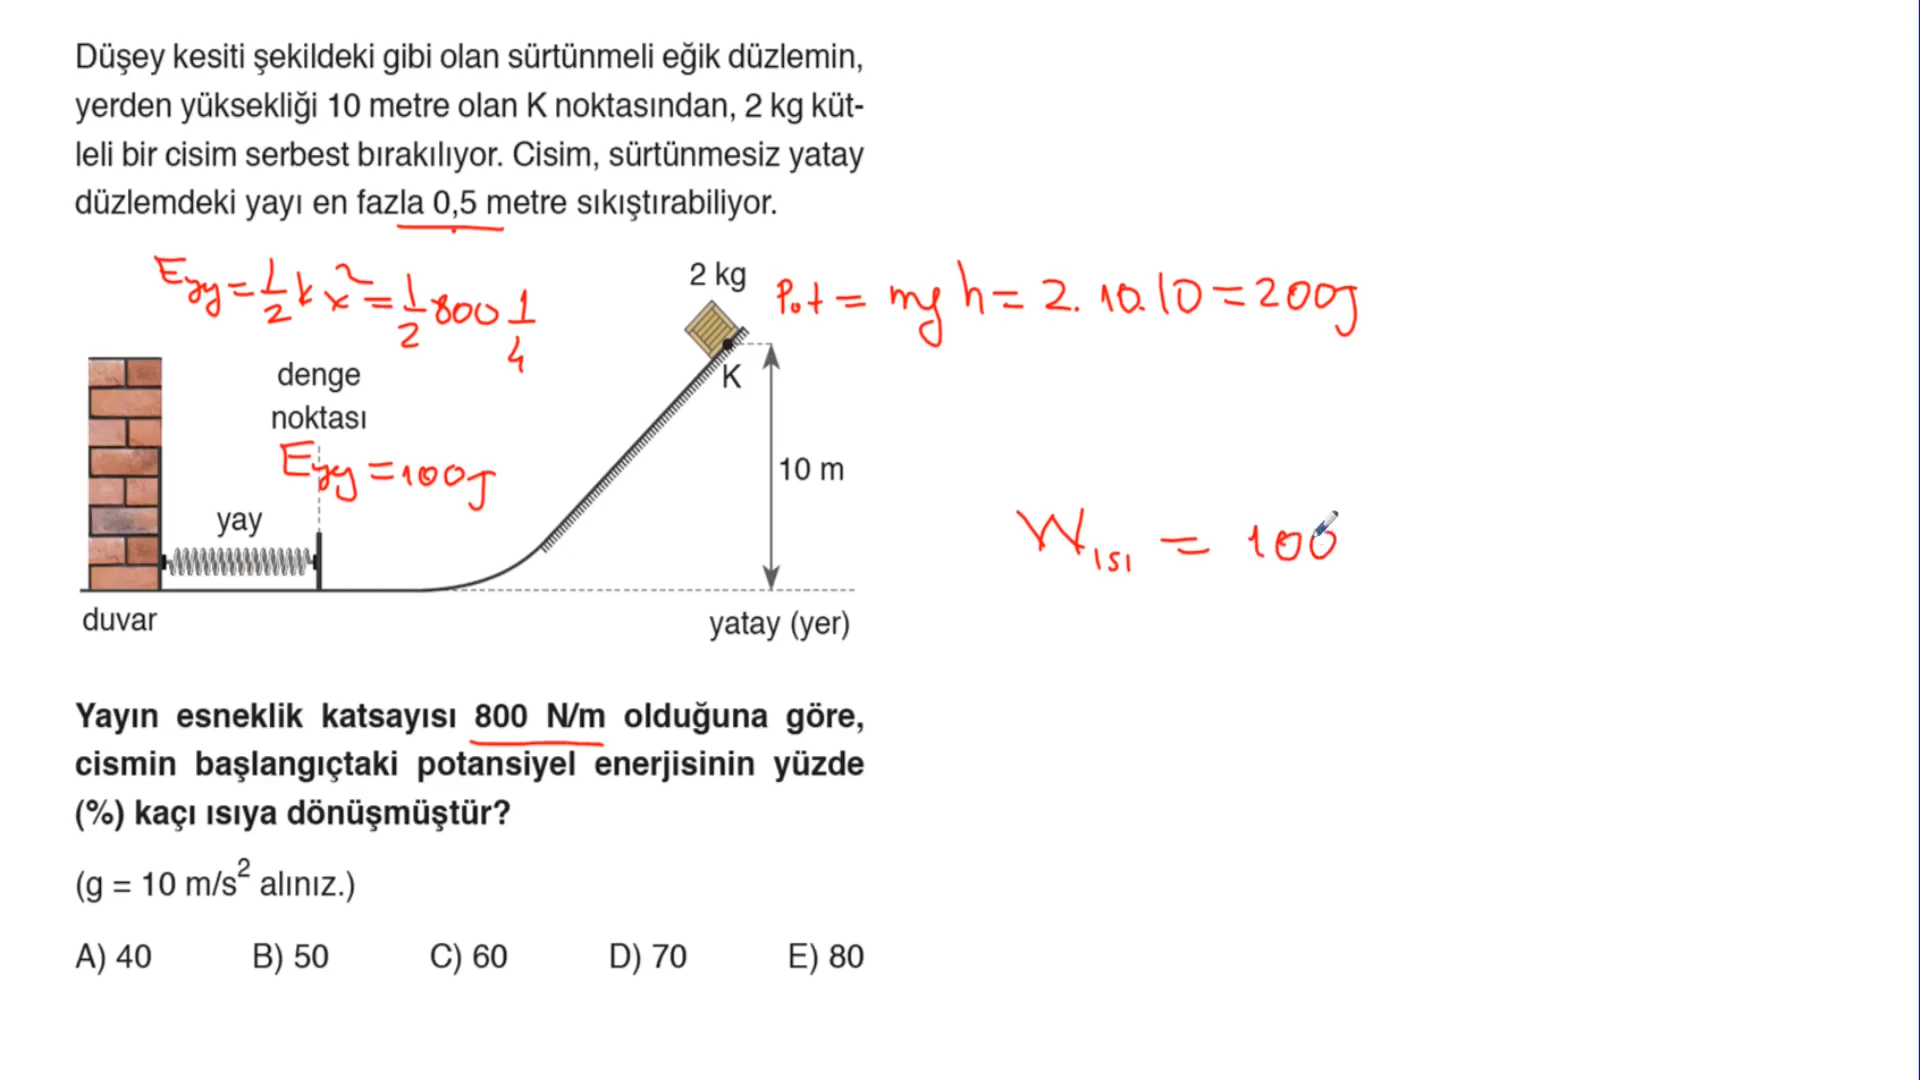 Düşey kesiti şekildeki gibi olan sürtünmeli eğik düzlemin,
yerden yüksekliği 10 metre olan K noktasından, 2 kg küt-
leli bir cisim serbest bırakılıyor. Cisim, sürtünmesiz yatay
düzlemdeki yayı en fazla 0,5 metre sıkıştırabiliyor.
Eyy = 1/2 k x² = 1/2 800 1/4
2 kg
Pot = mgh = 2. 10. 10 = 200J
K
denge
noktası
Eyy = 100J
10 m
yay
Wısı = 100
duvar
yatay (yer)
Yayın esneklik katsayısı 800 N/m olduğuna göre,
cismin başlangıçtaki potansiyel enerjisinin yüzde
(%) kaçı ısıya dönüşmüştür?
(g = 10 m/s² alınız.)
A) 40 B) 50 C) 60 D) 70 E) 80